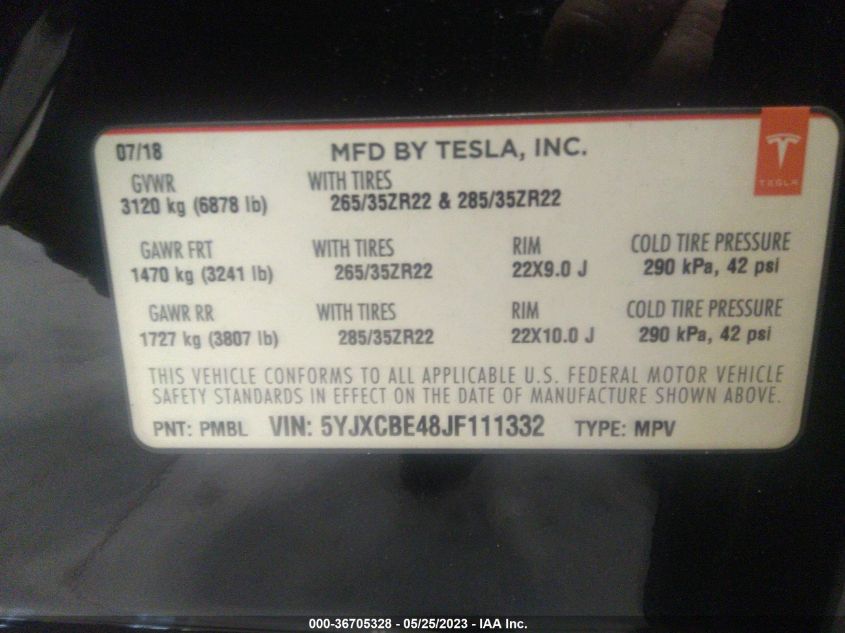 07/18 MFD BY TESLA, INC.
TESLA
GVWR WITH TIRES
3120 kg (6878 lb) 265/35ZR22 & 285/35ZR22
GAWR FRT WITH TIRES RIM COLD TIRE PRESSURE
1470 kg (3241 lb) 265/35ZR22 22X9.0 J 290 kPa, 42 psi
GAWR RR WITH TIRES RIM COLD TIRE PRESSURE
1727 kg (3807 lb) 285/35ZR22 22X10.0 J 290 kPa, 42 psi
THIS VEHICLE CONFORMS TO ALL APPLICABLE U.S. FEDERAL MOTOR VEHICLE
SAFETY STANDARDS IN EFFECT ON THE DATE OF MANUFACTURE SHOWN ABOVE.
PNT: PMBL VIN: 5YJXCBE48JF111332 TYPE: MPV
000-36705328 - 05/25/2023 - IAA Inc.